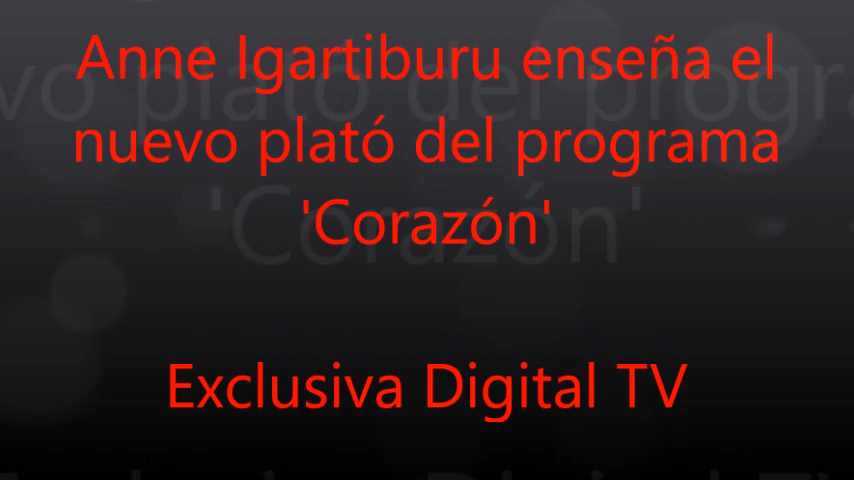 Anne Igartiburu enseña el
nuevo plató del programa
'Corazón'
Exclusiva Digital TV